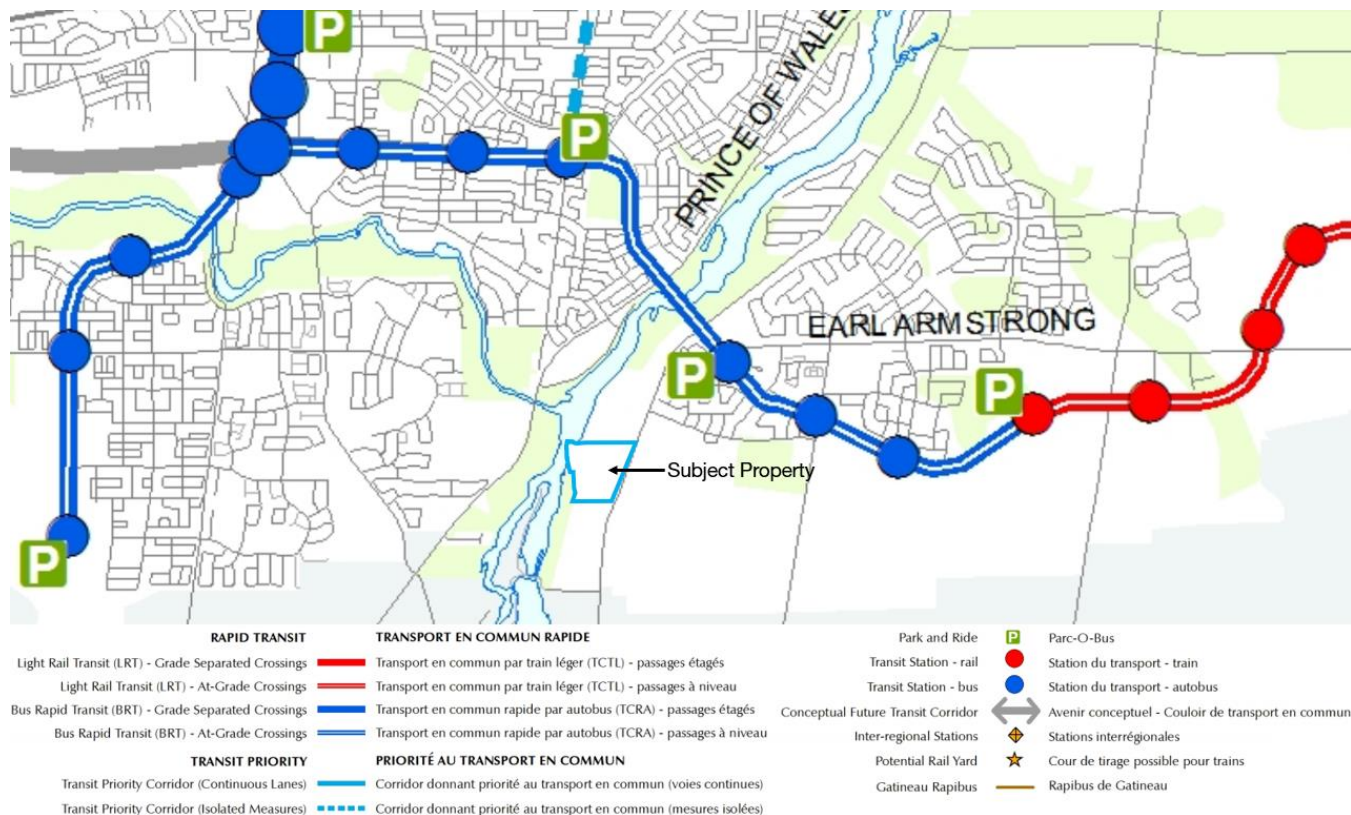 P
P
PRINCE OF WALES
EARL ARMSTRONG
P
P
Subject Property
P
RAPID TRANSIT
TRANSPORT EN COMMUN RAPIDE
Light Rail Transit (LRT) - Grade Separated Crossings
Transport en commun par train léger (TCTL) - passages étagés
Light Rail Transit (LRT) - At-Grade Crossings
Transport en commun par train léger (TCTL) - passages à niveau
Bus Rapid Transit (BRT) - Grade Separated Crossings
Transport en commun rapide par autobus (TCRA) - passages étagés
Bus Rapid Transit (BRT) - At-Grade Crossings
Transport en commun rapide par autobus (TCRA) - passages à niveau
TRANSIT PRIORITY
PRIORITÉ AU TRANSPORT EN COMMUN
Transit Priority Corridor (Continuous Lanes)
Corridor donnant priorité au transport en commun (voies continues)
Transit Priority Corridor (Isolated Measures)
Corridor donnant priorité au transport en commun (mesures isolées)
Park and Ride
P
Parc-O-Bus
Transit Station - rail
Station du transport - train
Transit Station - bus
Station du transport - autobus
Conceptual Future Transit Corridor
Avenir conceptuel - Couloir de transport en commun
Inter-regional Stations
Stations interrégionales
Potential Rail Yard
Cour de tirage possible pour trains
Gatineau Rapibus
Rapibus de Gatineau